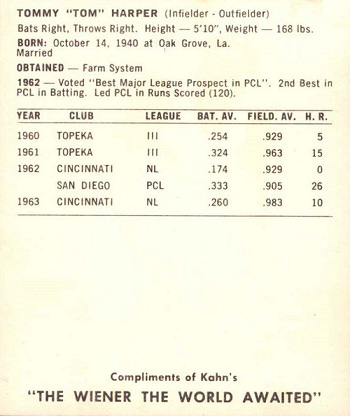 TOMMY "TOM" HARPER (Infielder - Outfielder)
Bats Right, Throws Right. Height — 5'10", Weight — 168 lbs.
BORN: October 14, 1940 at Oak Grove, La.
Married
OBTAINED — Farm System
1962 — Voted "Best Major League Prospect in PCL". 2nd Best in
PCL in Batting. Led PCL in Runs Scored (120).
YEAR CLUB LEAGUE BAT. AV. FIELD. AV. H. R.
1960 TOPEKA III .254 .929 5
1961 TOPEKA III .324 .963 15
1962 CINCINNATI NL .174 .929 0
SAN DIEGO PCL .333 .905 26
1963 CINCINNATI NL .260 .983 10
Compliments of Kahn's
"THE WIENER THE WORLD AWAITED"